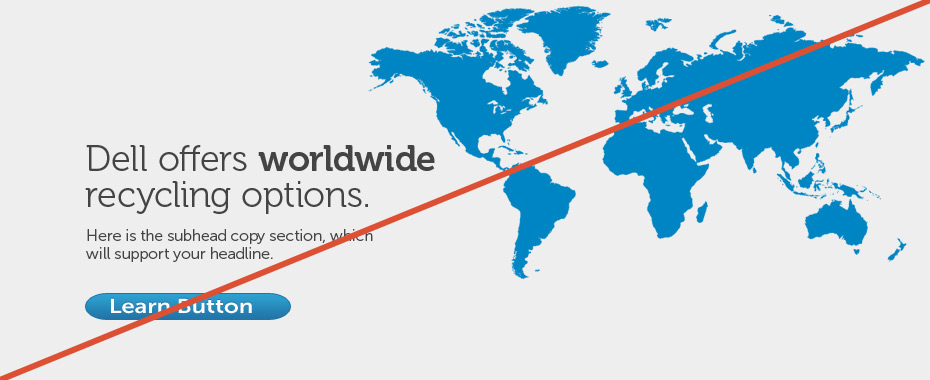 Dell offers worldwide
recycling options.
Here is the subhead copy section, which
will support your headline.
Learn Button